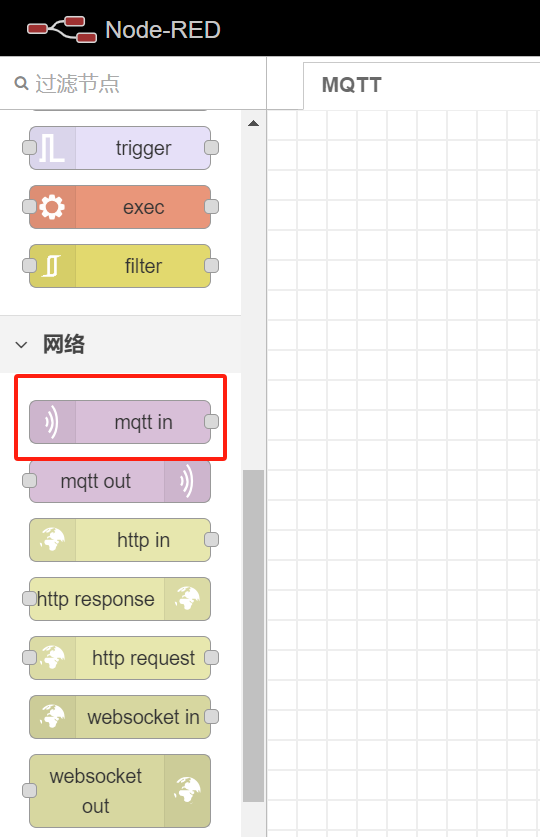 Node-RED
过滤节点
MQTT
trigger
exec
filter
网络
mqtt in
mqtt out
http in
http response
http request
websocket in
websocket
out